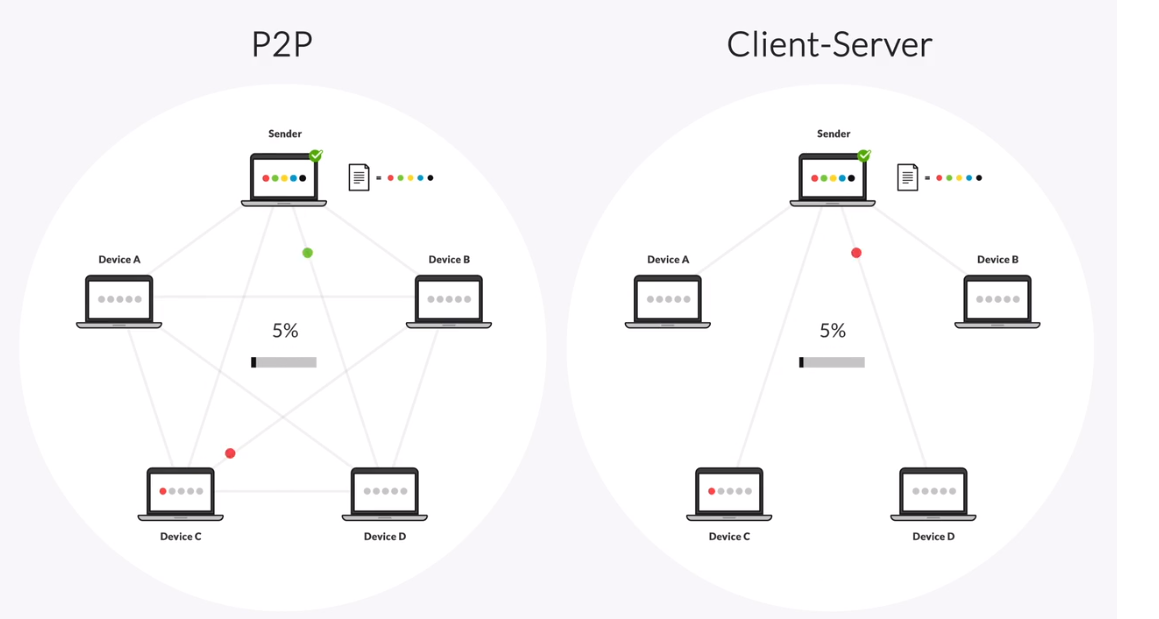 P2P
Sender
=
Device A
Device B
5%
Device C
Device D
Client-Server
Sender
=
Device A
Device B
5%
Device C
Device D